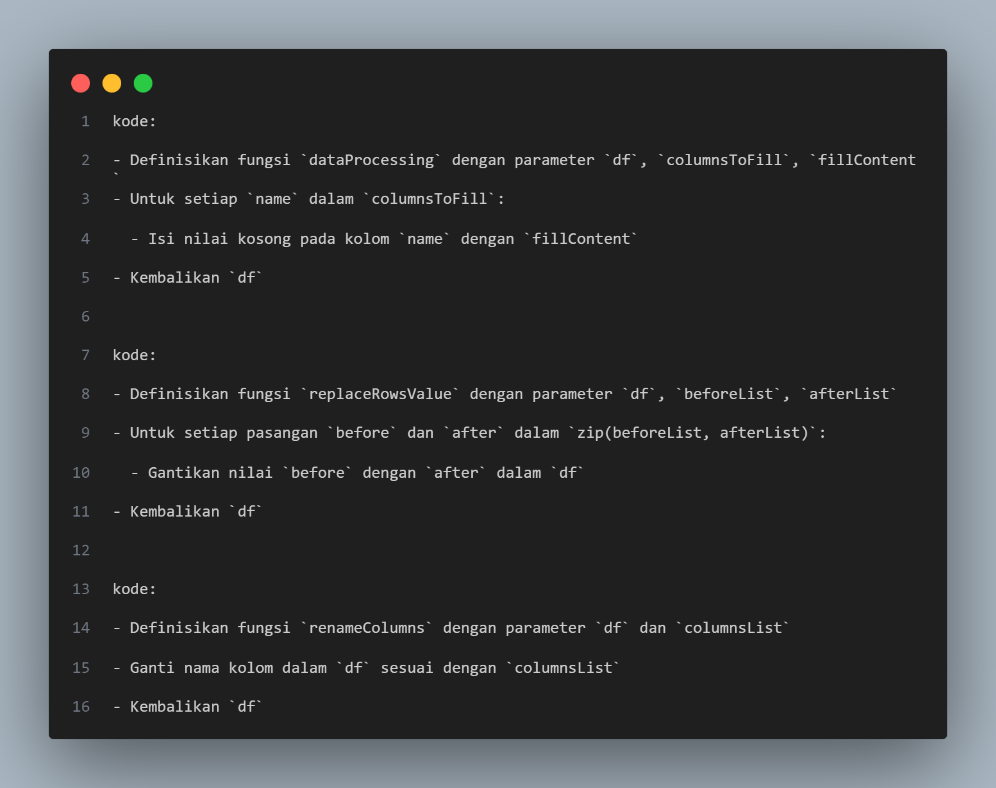 1 kode:
2 - Definisikan fungsi `dataProcessing` dengan parameter `df`, `columnsToFill`, `fillContent
`
3 - Untuk setiap `name` dalam `columnsToFill`:
4   - Isi nilai kosong pada kolom `name` dengan `fillContent`
5 - Kembalikan `df`
6
7 kode:
8 - Definisikan fungsi `replaceRowsValue` dengan parameter `df`, `beforeList`, `afterList`
9 - Untuk setiap pasangan `before` dan `after` dalam `zip(beforeList, afterList)`:
10   - Gantikan nilai `before` dengan `after` dalam `df`
11 - Kembalikan `df`
12
13 kode:
14 - Definisikan fungsi `renameColumns` dengan parameter `df` dan `columnsList`
15 - Ganti nama kolom dalam `df` sesuai dengan `columnsList`
16 - Kembalikan `df`